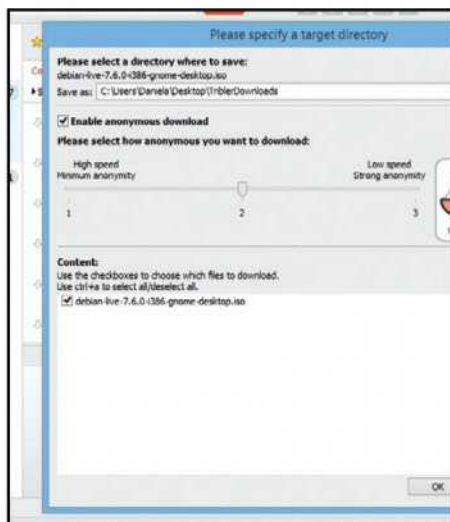 Please specify a target directory
Please select a directory where to save:
debian-live-7.6.0-i386-gnome-desktop.iso
Save as: C:\Users\Daniela\Desktop\TriblerDownloads
Enable anonymous download
Please select how anonymous you want to download:
High speed Low speed
Minimum anonymity Strong anonymity
1 2 3
Content:
Use the checkboxes to choose which files to download.
Use ctrl+a to select all/deselect all.
debian-live-7.6.0-i386-gnome-desktop.iso
OK